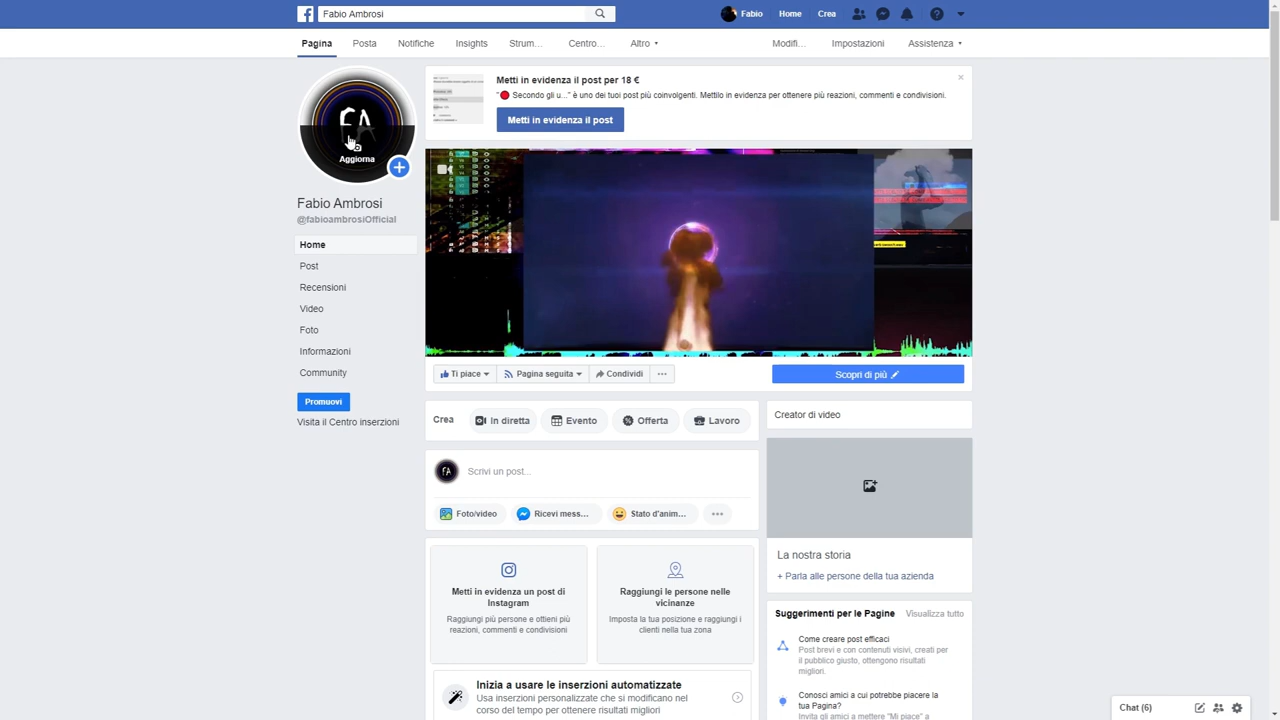 Fabio Ambrosi
Fabio Home Crea
Pagina Posta Notifiche Insights Strum... Centro... Altro Modifi... Impostazioni Assistenza
FA
Aggiorna
Fabio Ambrosi
@fabioambrosiOfficial
Home
Post
Recensioni
Video
Foto
Informazioni
Community
Promuovi
Visita il Centro inserzioni
Metti in evidenza il post per 18 €
"🔴 Secondo gli u..." è uno dei tuoi post più coinvolgenti. Mettilo in evidenza per ottenere più reazioni, commenti e condivisioni.
Metti in evidenza il post
Ti piace Pagina seguita Condividi ...
Scopri di più
Crea In diretta Evento Offerta Lavoro
FA Scrivi un post...
Foto/video Ricevi mess... Stato d'anim... ...
Metti in evidenza un post di
Instagram
Raggiungi più persone e ottieni più
reazioni, commenti e condivisioni
Raggiungi le persone nelle
vicinanze
Imposta la tua posizione e raggiungi i
clienti nella tua zona
Inizia a usare le inserzioni automatizzate
Usa inserzioni personalizzate che si modificano nel
corso del tempo per ottenere risultati migliori
Creator di video
La nostra storia
+ Parla alle persone della tua azienda
Suggerimenti per le Pagine Visualizza tutto
Come creare post efficaci
Post brevi e con contenuti visivi, creati per
il pubblico giusto, ottengono risultati
migliori.
Conosci amici a cui potrebbe piacere la
tua Pagina?
Invita gli amici a mettere "Mi piace" a
Chat (6)